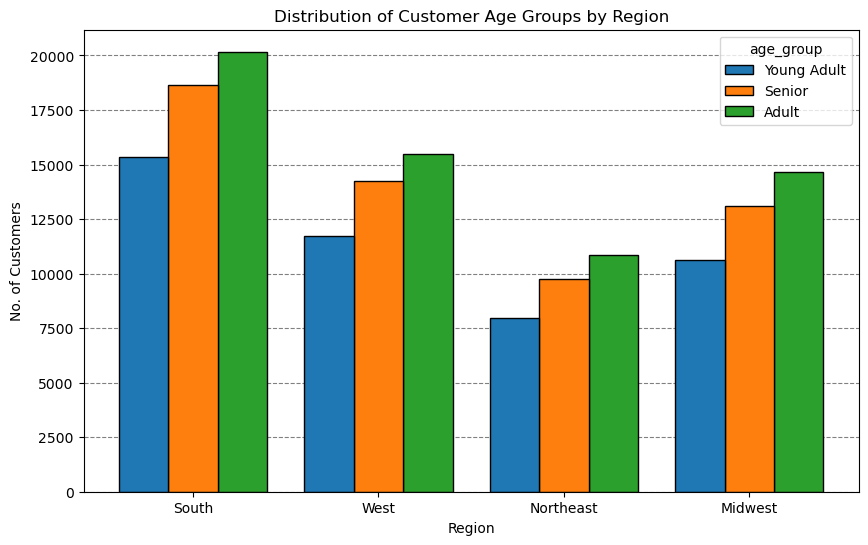 Distribution of Customer Age Groups by Region
age_group
Young Adult
Senior
Adult
No. of Customers
20000
17500
15000
12500
10000
7500
5000
2500
0
South West Northeast Midwest
Region